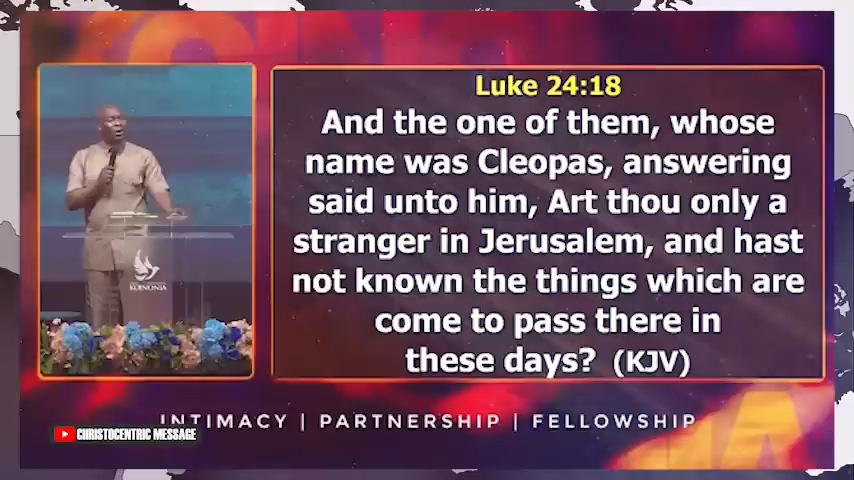 Luke 24:18
And the one of them, whose
name was Cleopas, answering
said unto him, Art thou only a
stranger in Jerusalem, and hast
not known the things which are
come to pass there in
these days? (KJV)
KOINONIA
INTIMACY | PARTNERSHIP | FELLOWSHIP
CHRISTOCENTRIC MESSAGE